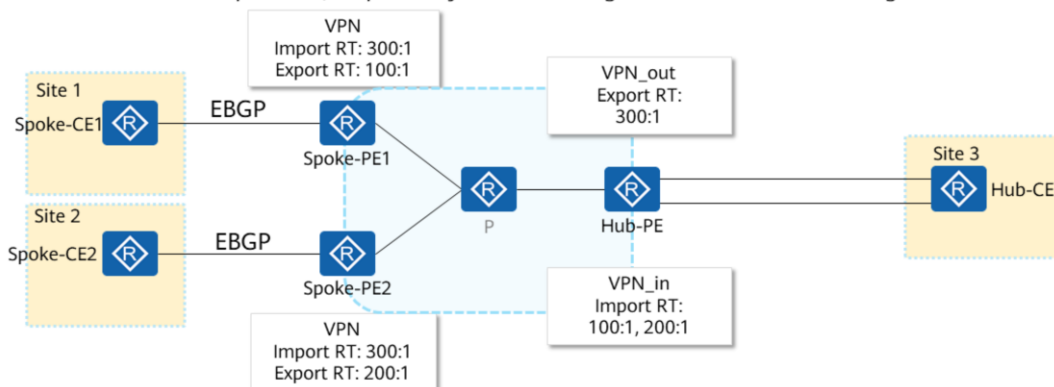 VPN
Import RT: 300:1
Export RT: 100:1
VPN_out
Export RT:
300:1
Site 1
Spoke-CE1
R
EBGP
R
Spoke-PE1
R
P
R
Hub-PE
Site 3
R
Hub-CE
Site 2
Spoke-CE2
R
EBGP
R
Spoke-PE2
VPN_in
Import RT:
100:1, 200:1
VPN
Import RT: 300:1
Export RT: 200:1